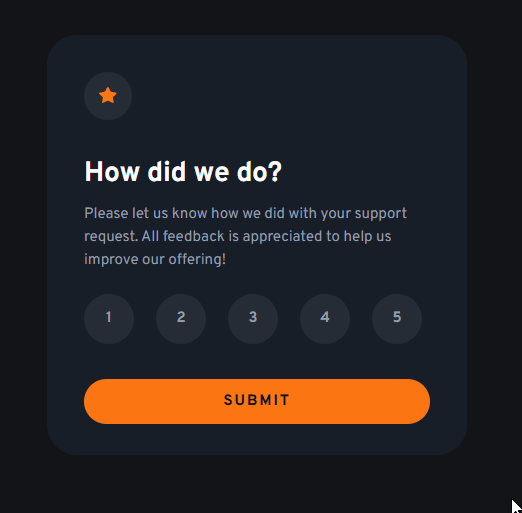 How did we do?
Please let us know how we did with your support
request. All feedback is appreciated to help us
improve our offering!
1 2 3 4 5
SUBMIT